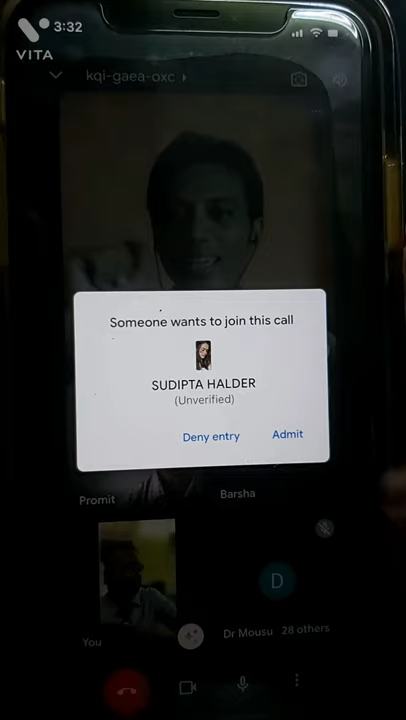 3:32
VITA
kqi-gaea-oxc
Someone wants to join this call
SUDIPTA HALDER
(Unverified)
Deny entry Admit
Promit Barsha
D
You
Dr Mousu 28 others